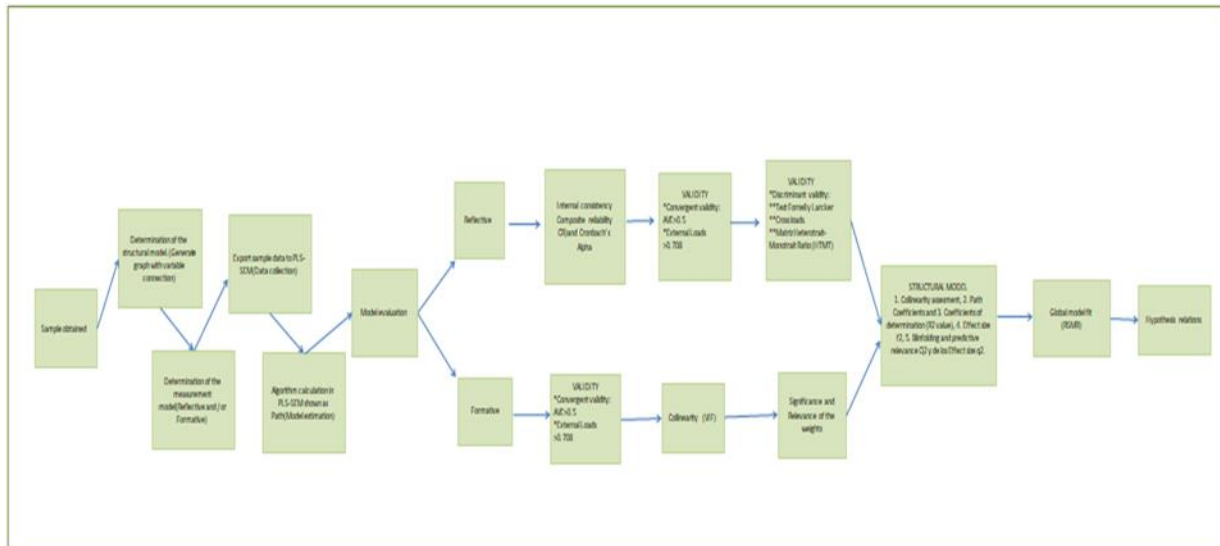 Sample obtained
Determination of the
structural model. (Generate
graph with variable
connection)
Determination of the
measurement
model(Reflective and / or
Formative)
Export sample data to PLS-
SEM(Data collection)
Algorithm calculation in
PLS-SEM shown as
Path(Model estimation)
Model evaluation
Reflective
Internal consistency
Composite reliability
CR)and Cronbach's
Alpha
VALIDITY
*Convergent validity:
AVE>0.5
*External Loads
>0.708
VALIDITY
*Discriminant validity:
**Test Fornelly Larcker
**Cross loads
**Matriz Heterotrait-
Monotrait Ratio (HTMT)
Formative
VALIDITY
*Convergent validity:
AVE>0.5
*External Loads
>0.708
Collinearity (VIF)
Significance and
Relevance of the
weights
STRUCTURAL MODEL
1. Collinearity assesment, 2. Path
Coefficients and 3. Coefficients of
determination (R2 value), 4. Effect size
f2, 5. Blinfolding and predictive
relevance Q2 y de los Effect size q2.
Global model fit
(RSMR)
Hypothesis relations